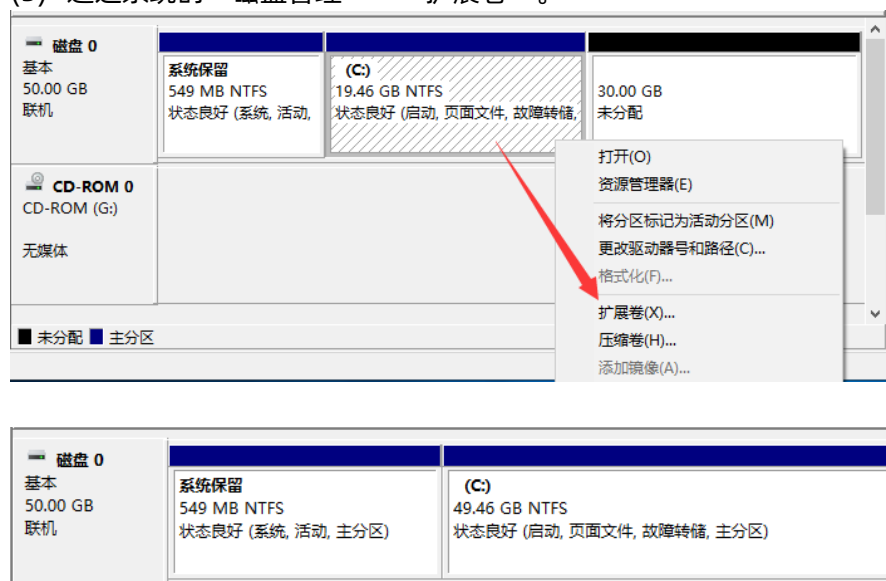 磁盘 0
基本
50.00 GB
联机
系统保留
549 MB NTFS
状态良好 (系统, 活动,
(C:)
19.46 GB NTFS
状态良好 (启动, 页面文件, 故障转储,
30.00 GB
未分配
CD-ROM 0
CD-ROM (G:)
无媒体
打开(O)
资源管理器(E)
将分区标记为活动分区(M)
更改驱动器号和路径(C)...
格式化(F)...
扩展卷(X)...
压缩卷(H)...
添加镜像(A)...
未分配 主分区
磁盘 0
基本
50.00 GB
联机
系统保留
549 MB NTFS
状态良好 (系统, 活动, 主分区)
(C:)
49.46 GB NTFS
状态良好 (启动, 页面文件, 故障转储, 主分区)